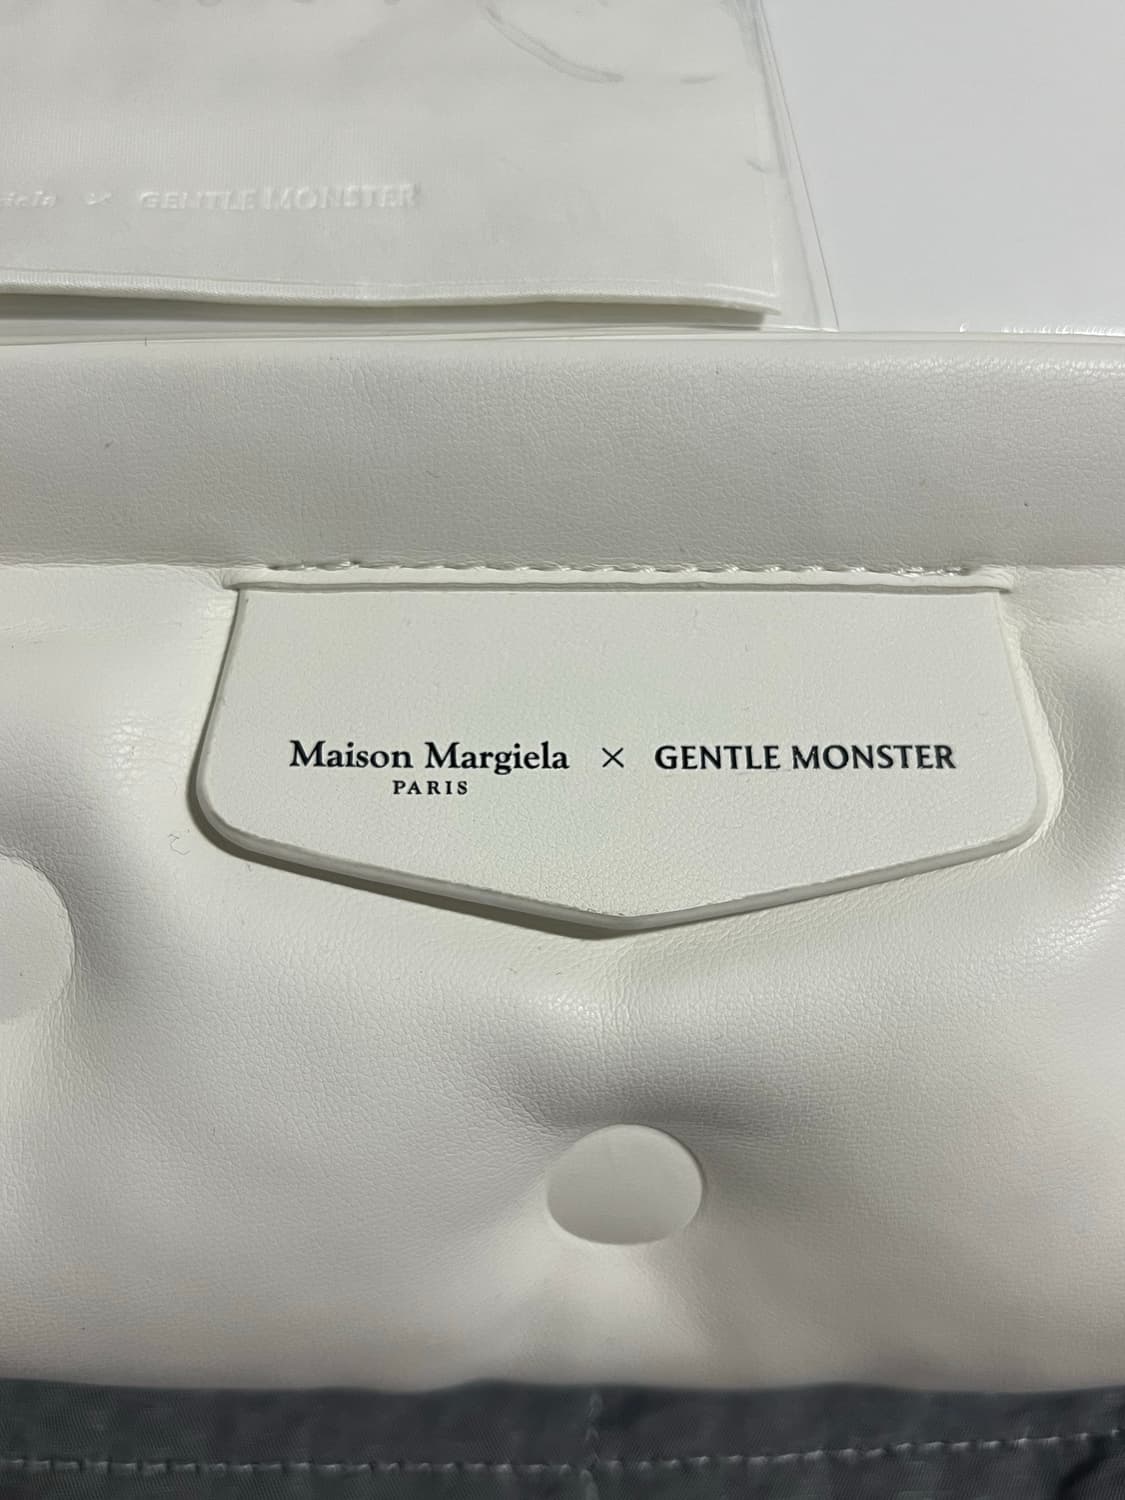 × GENTLE MONSTER
Maison Margiela × GENTLE MONSTER
PARIS